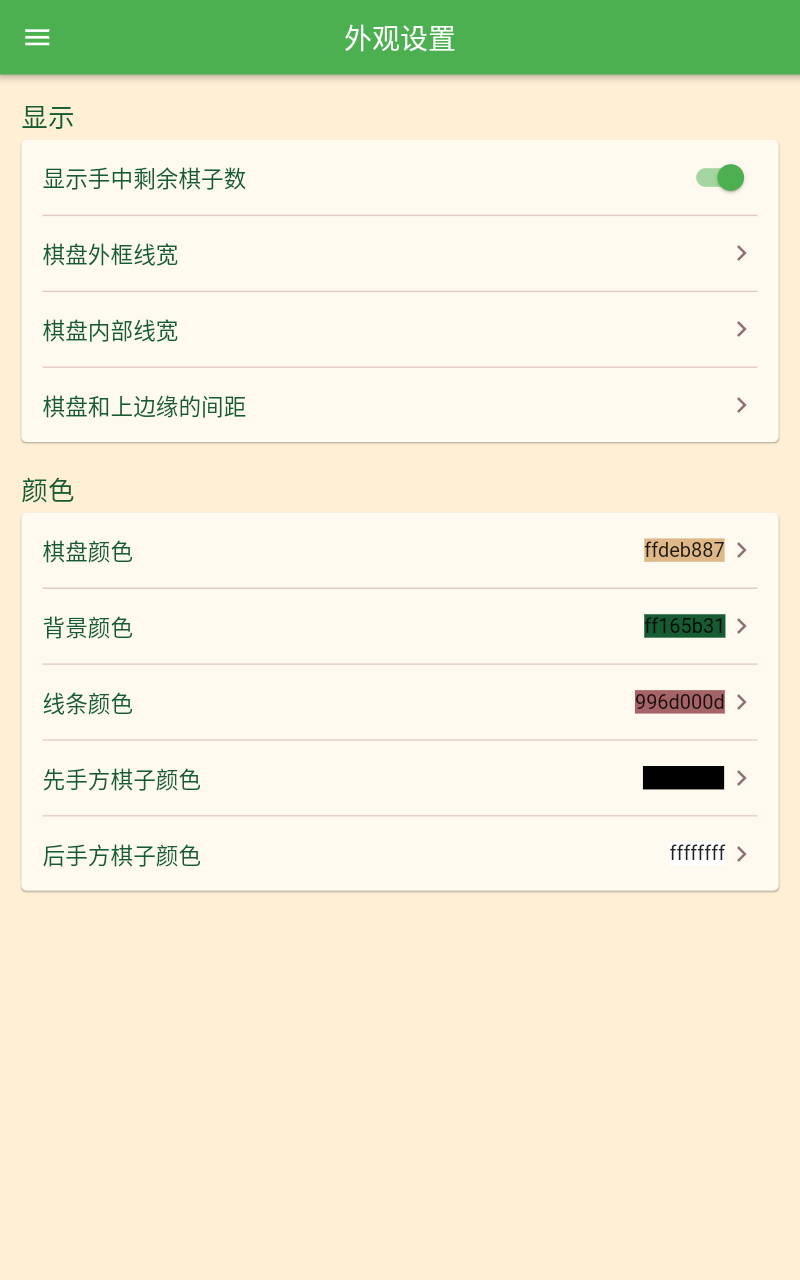 外观设置
显示
显示手中剩余棋子数
棋盘外框线宽
棋盘内部线宽
棋盘和上边缘的间距
颜色
棋盘颜色 ffdeb887
背景颜色 ff165b31
线条颜色 996d000d
先手方棋子颜色
后手方棋子颜色 ffffffff